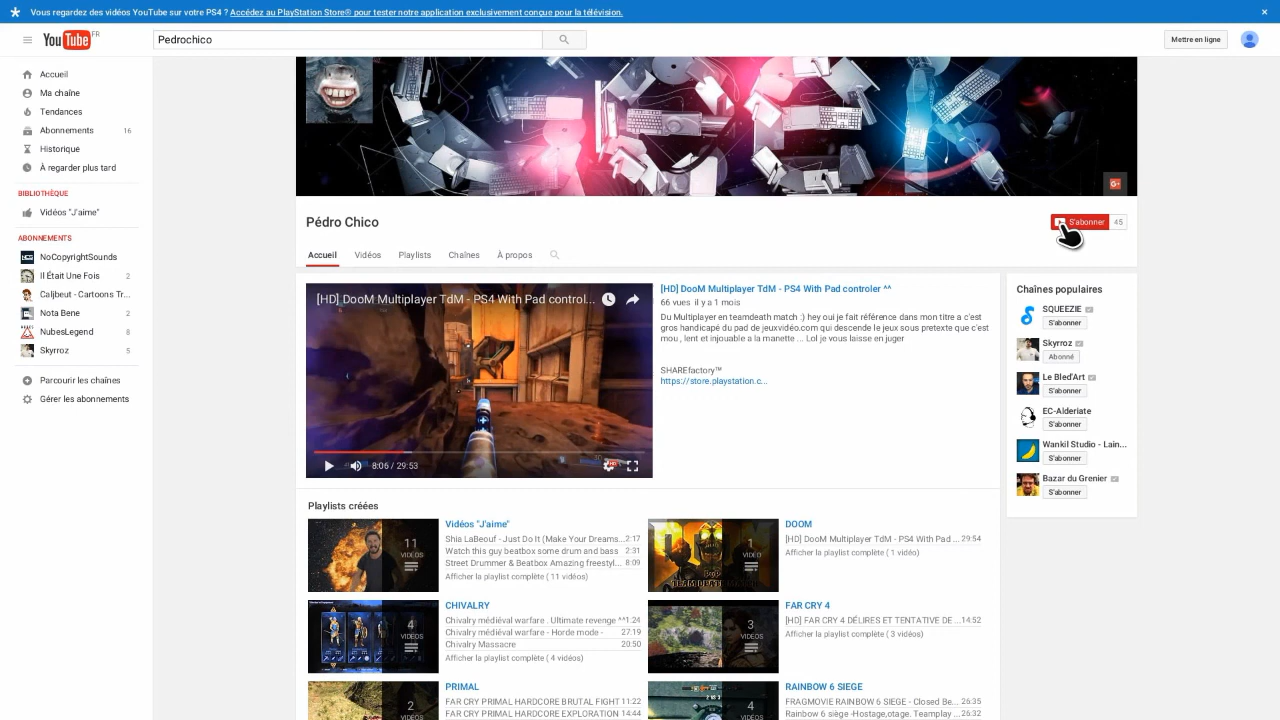 Vous regardez des vidéos YouTube sur votre PS4 ? Accédez au PlayStation Store® pour tester notre application exclusivement conçue pour la télévision.
YouTube FR
Pedrochico
Mettre en ligne
Accueil
Ma chaîne
Tendances
Abonnements 16
Historique
À regarder plus tard
BIBLIOTHÈQUE
Vidéos "J'aime"
ABONNEMENTS
NoCopyrightSounds
Il Était Une Fois 2
Caljbeut - Cartoons Tr...
Nota Bene 2
NubesLegend 8
Skyrroz 5
Parcourir les chaînes
Gérer les abonnements
Pédro Chico
S'abonner 45
Accueil Vidéos Playlists Chaînes À propos
[HD] DooM Multiplayer TdM - PS4 With Pad control...
8:06 / 29:53
[HD] DooM Multiplayer TdM - PS4 With Pad controler ^^
66 vues il y a 1 mois
Du Multiplayer en teamdeath match :) hey oui je fait référence dans mon titre a c'est
gros handicapé du pad de jeuxvidéo.com qui descende le jeux sous pretexte que c'est
mou , lent et injouable a la manette ... Lol je vous laisse en juger
SHAREfactory™
https://store.playstation.c...
Chaînes populaires
SQUEEZIE
S'abonner
Skyrroz
Abonné
Le Bled'Art
S'abonner
EC-Alderiate
S'abonner
Wankil Studio - Lain...
S'abonner
Bazar du Grenier
S'abonner
Playlists créées
11
VIDÉOS
Vidéos "J'aime"
Shia LaBeouf - Just Do It (Make Your Dreams... 2:17
Watch this guy beatbox some drum and bass 2:31
Street Drummer & Beatbox Amazing freestyl... 8:09
Afficher la playlist complète ( 11 vidéos)
1
VIDÉO
DOOM
[HD] DooM Multiplayer TdM - PS4 With Pad ... 29:54
Afficher la playlist complète ( 1 vidéo)
4
VIDÉOS
CHIVALRY
Chivalry médiéval warfare . Ultimate revenge ^^ 1:24
Chivalry médiéval warfare - Horde mode - 27:19
Chivalry Massacre 20:50
Afficher la playlist complète ( 4 vidéos)
3
VIDÉOS
FAR CRY 4
[HD] FAR CRY 4 DÉLIRES ET TENTATIVE DE ... 14:52
Afficher la playlist complète ( 3 vidéos)
2
VIDÉOS
PRIMAL
FAR CRY PRIMAL HARDCORE BRUTAL FIGHT 11:22
FAR CRY PRIMAL HARDCORE EXPLORATION 14:44
4
VIDÉOS
RAINBOW 6 SIEGE
FRAGMOVIE RAINBOW 6 SIEGE - Closed Be... 26:35
Rainbow 6 siège -Hostage,otage. Teamplay ... 26:32